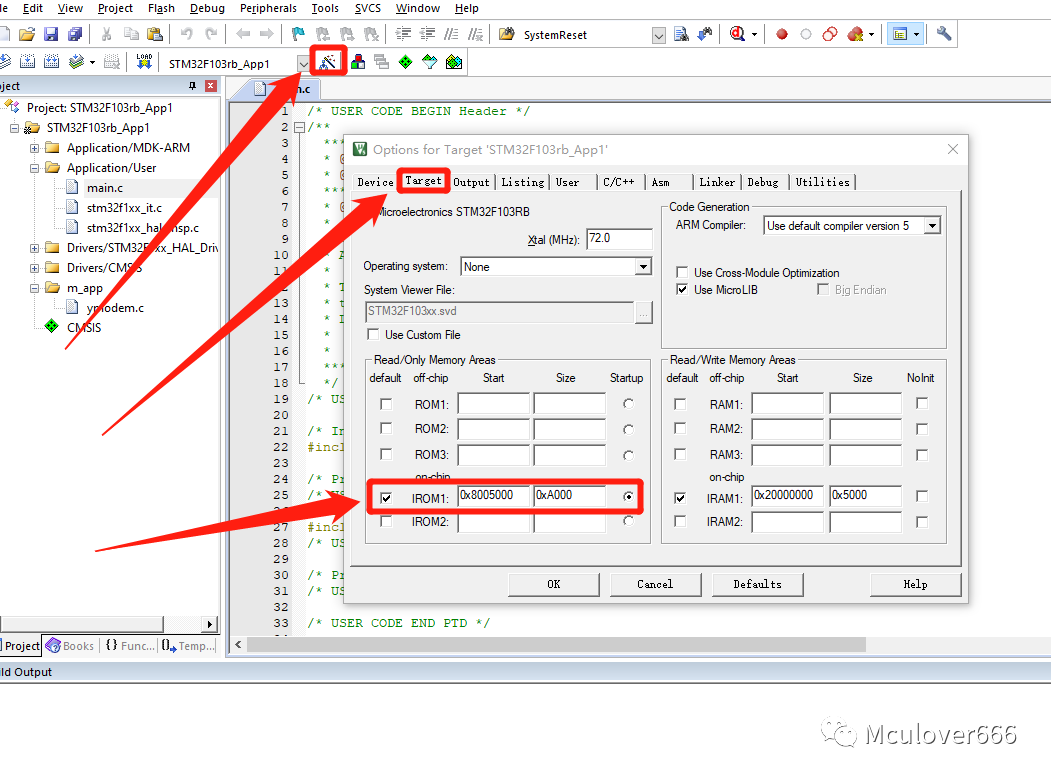 le Edit View Project Flash Debug Peripherals Tools SVCS Window Help
SystemReset
LOAD STM32F103rb_App1
ject
Project: STM32F103rb_App1
STM32F103rb_App1
Application/MDK-ARM
Application/User
main.c
stm32f1xx_it.c
stm32f1xx_hal_msp.c
Drivers/STM32F1xx_HAL_Driv
Drivers/CMSIS
m_app
ymodem.c
CMSIS
Project Books {} Func... Temp...
1 /* USER CODE BEGIN Header */
2 /**
3 ***
4 * @
5 * @
6 ***
7 * @
8 *
9 *
10 * A
11 *
12 * T
13 * t
14 * I
15 *
16 *
17 ***
18 */
19 /* US
20
21 /* In
22 #incl
23
24 /* Pr
25 /* US
27 #incl
28 /* US
29
30 /* Pr
31 /* US
32
33 /* USER CODE END PTD */
Options for Target 'STM32F103rb_App1'
Device Target Output Listing User C/C++ Asm Linker Debug Utilities
Microelectronics STM32F103RB
Xtal (MHz): 72.0
Operating system: None
System Viewer File:
STM32F103xx.svd
...
Use Custom File
Code Generation
ARM Compiler: Use default compiler version 5
Use Cross-Module Optimization
Use MicroLIB Big Endian
Read/Only Memory Areas
default off-chip Start Size Startup
ROM1:
ROM2:
ROM3:
on-chip
IROM1: 0x8005000 0xA000
IROM2:
Read/Write Memory Areas
default off-chip Start Size NoInit
RAM1:
RAM2:
RAM3:
on-chip
IRAM1: 0x20000000 0x5000
IRAM2:
OK Cancel Defaults Help
ild Output
Mculover666